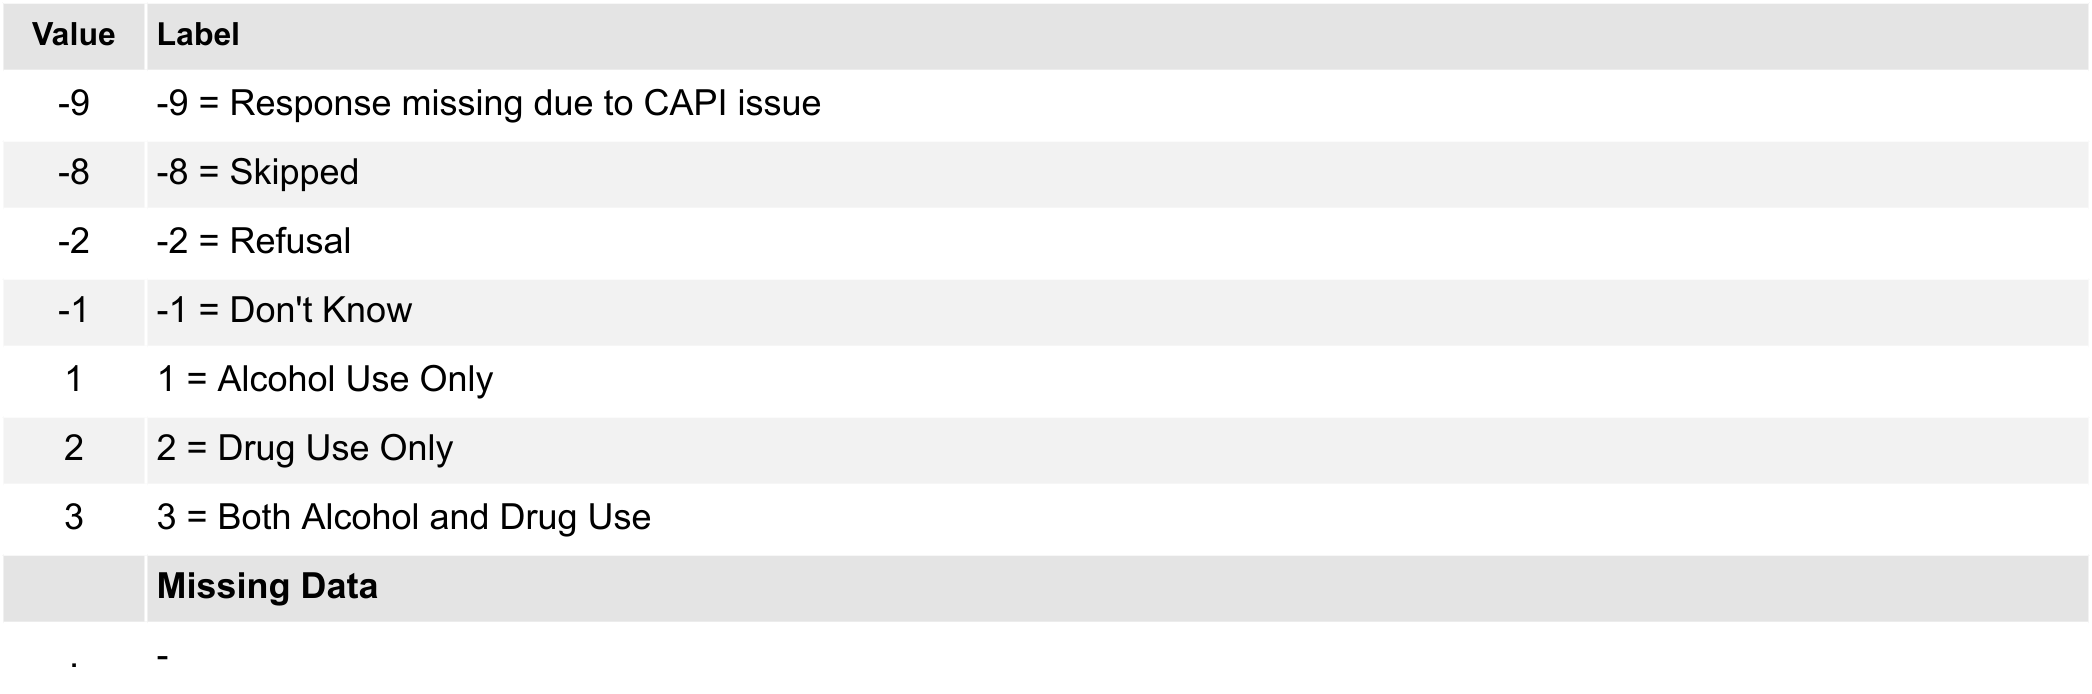 Value Label
-9 -9 = Response missing due to CAPI issue
-8 -8 = Skipped
-2 -2 = Refusal
-1 -1 = Don't Know
1 1 = Alcohol Use Only
2 2 = Drug Use Only
3 3 = Both Alcohol and Drug Use
Missing Data
. -